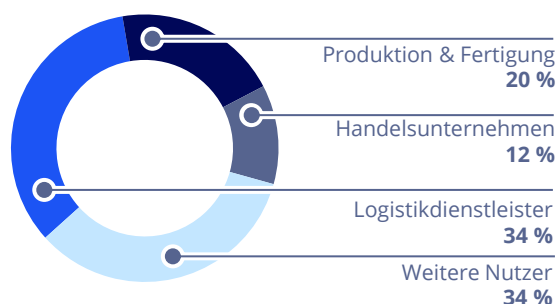 Produktion & Fertigung
20 %
Handelsunternehmen
12 %
Logistikdienstleister
34 %
Weitere Nutzer
34 %